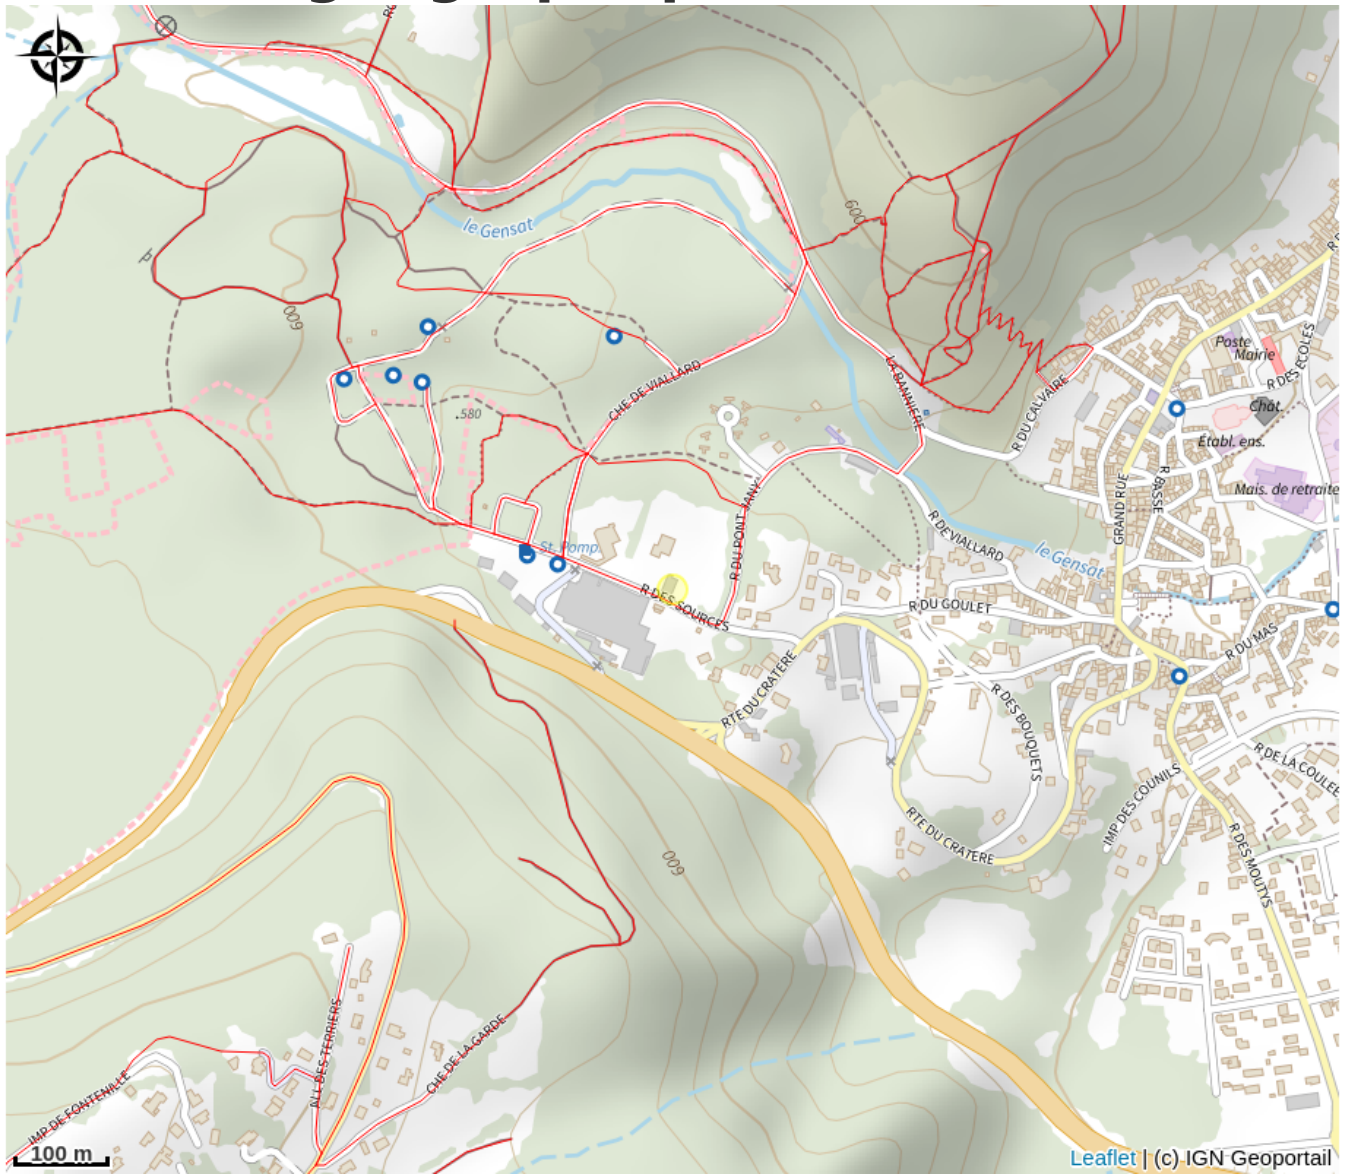 le Gensat
600
600
CHE DE VIALLARD
LA BANNIERE
R DU CALVAIRE
Poste
Mairie
R DES ECOLES
Chât.
Établ. ens.
.580
R BASSE
GRAND RUE
Mais. de retraite
R DU PONT JANY
St. Pomp.
R DEVIALLARD
le Gensat
R DES SOURCES
R DU GOULET
R DU MAS
RTE DU CRATERE
R DES BOUQUETS
R DE LA COULEE
IMP DES COUNILS
RTE DU CRATERE
R DES MOUTYS
600
ALL DES TERRIERS
CHE DE LA GARDE
IMP DE FONTENILLE
100 m
Leaflet | (c) IGN Geoportail